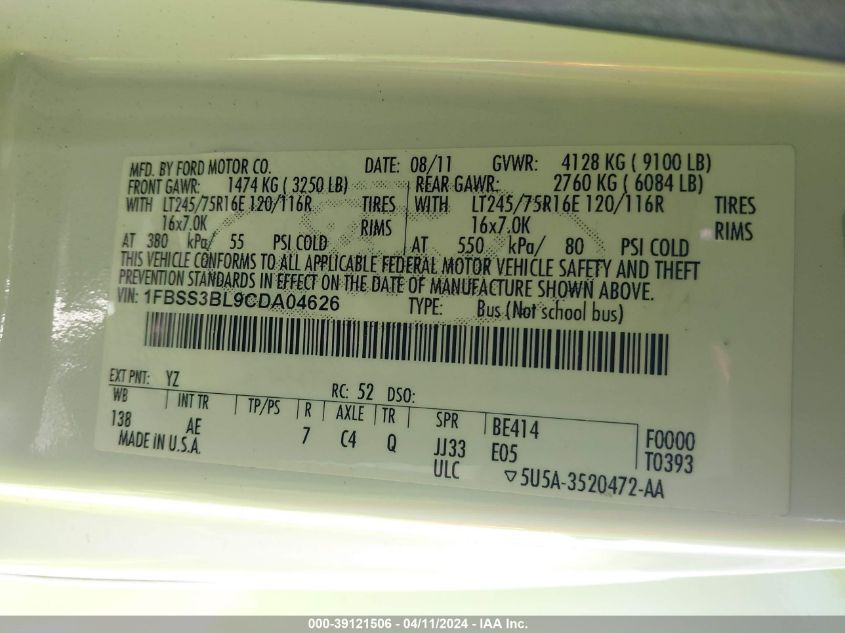 MFD. BY FORD MOTOR CO. DATE: 08/11 GVWR: 4128 KG ( 9100 LB)
FRONT GAWR: 1474 KG ( 3250 LB) REAR GAWR: 2760 KG ( 6084 LB)
WITH LT245/75R16E 120/116R TIRES WITH LT245/75R16E 120/116R TIRES
16x7.0K RIMS 16x7.0K RIMS
AT 380 kPa/ 55 PSI COLD AT 550 kPa/ 80 PSI COLD
THIS VEHICLE CONFORMS TO ALL APPLICABLE FEDERAL MOTOR VEHICLE SAFETY AND THEFT
PREVENTION STANDARDS IN EFFECT ON THE DATE OF MANUFACTURE SHOWN ABOVE.
VIN: 1FBSS3BL9CDA04626 TYPE: Bus (Not school bus)
EXT PNT: YZ RC: 52 DSO:
WB INT TR TP/PS R AXLE TR SPR BE414 F0000
138 AE 7 C4 Q JJ33 E05 T0393
MADE IN U.S.A. ULC ▽5U5A-3520472-AA
000-39121506 - 04/11/2024 - IAA Inc.